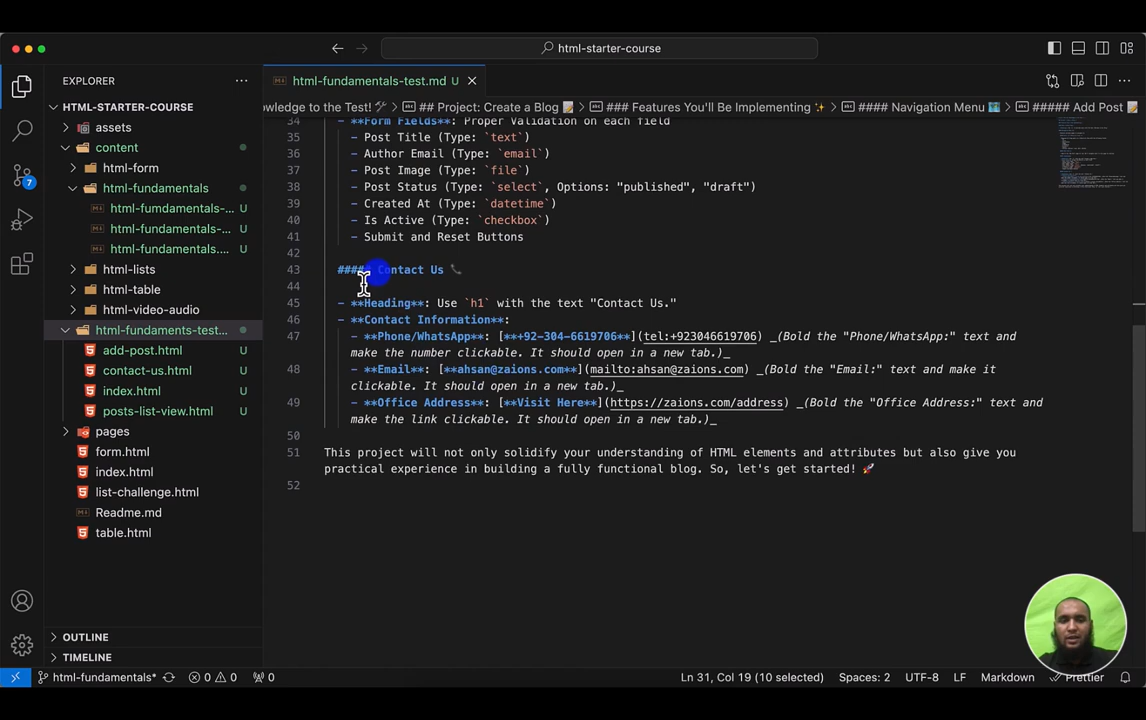 html-starter-course
EXPLORER
html-fundamentals-test.md U
HTML-STARTER-COURSE
owledge to the Test! 🛠 > ## Project: Create a Blog 📝 > ### Features You'll Be Implementing ✨ > #### Navigation Menu 🗺 > ##### Add Post 📝
assets
content
html-form
html-fundamentals
html-fumdamentals-... U
html-fumdamentals-... U
html-fundamentals.... U
html-lists
html-table
html-video-audio
html-fundaments-test...
add-post.html U
contact-us.html U
index.html U
posts-list-view.html U
pages
form.html
index.html
list-challenge.html
Readme.md
table.html
OUTLINE
TIMELINE
7
34 - **Form Fields**: Proper Validation on each field
35 - Post Title (Type: `text`)
36 - Author Email (Type: `email`)
37 - Post Image (Type: `file`)
38 - Post Status (Type: `select`, Options: "published", "draft")
39 - Created At (Type: `datetime`)
40 - Is Active (Type: `checkbox`)
41 - Submit and Reset Buttons
42
43 ##### Contact Us 📞
44
45 - **Heading**: Use `h1` with the text "Contact Us."
46 - **Contact Information**:
47 - **Phone/WhatsApp**: [**+92-304-6619706**](tel:+923046619706) _(Bold the "Phone/WhatsApp:" text and
make the number clickable. It should open in a new tab.)_
48 - **Email**: [**ahsan@zaions.com**](mailto:ahsan@zaions.com) _(Bold the "Email:" text and make it
clickable. It should open in a new tab.)_
49 - **Office Address**: [**Visit Here**](https://zaions.com/address) _(Bold the "Office Address:" text and
make the link clickable. It should open in a new tab.)_
50
51 This project will not only solidify your understanding of HTML elements and attributes but also give you
practical experience in building a fully functional blog. So, let's get started! 🚀
52
html-fundamentals* 0 0 0 Ln 31, Col 19 (10 selected) Spaces: 2 UTF-8 LF Markdown Prettier